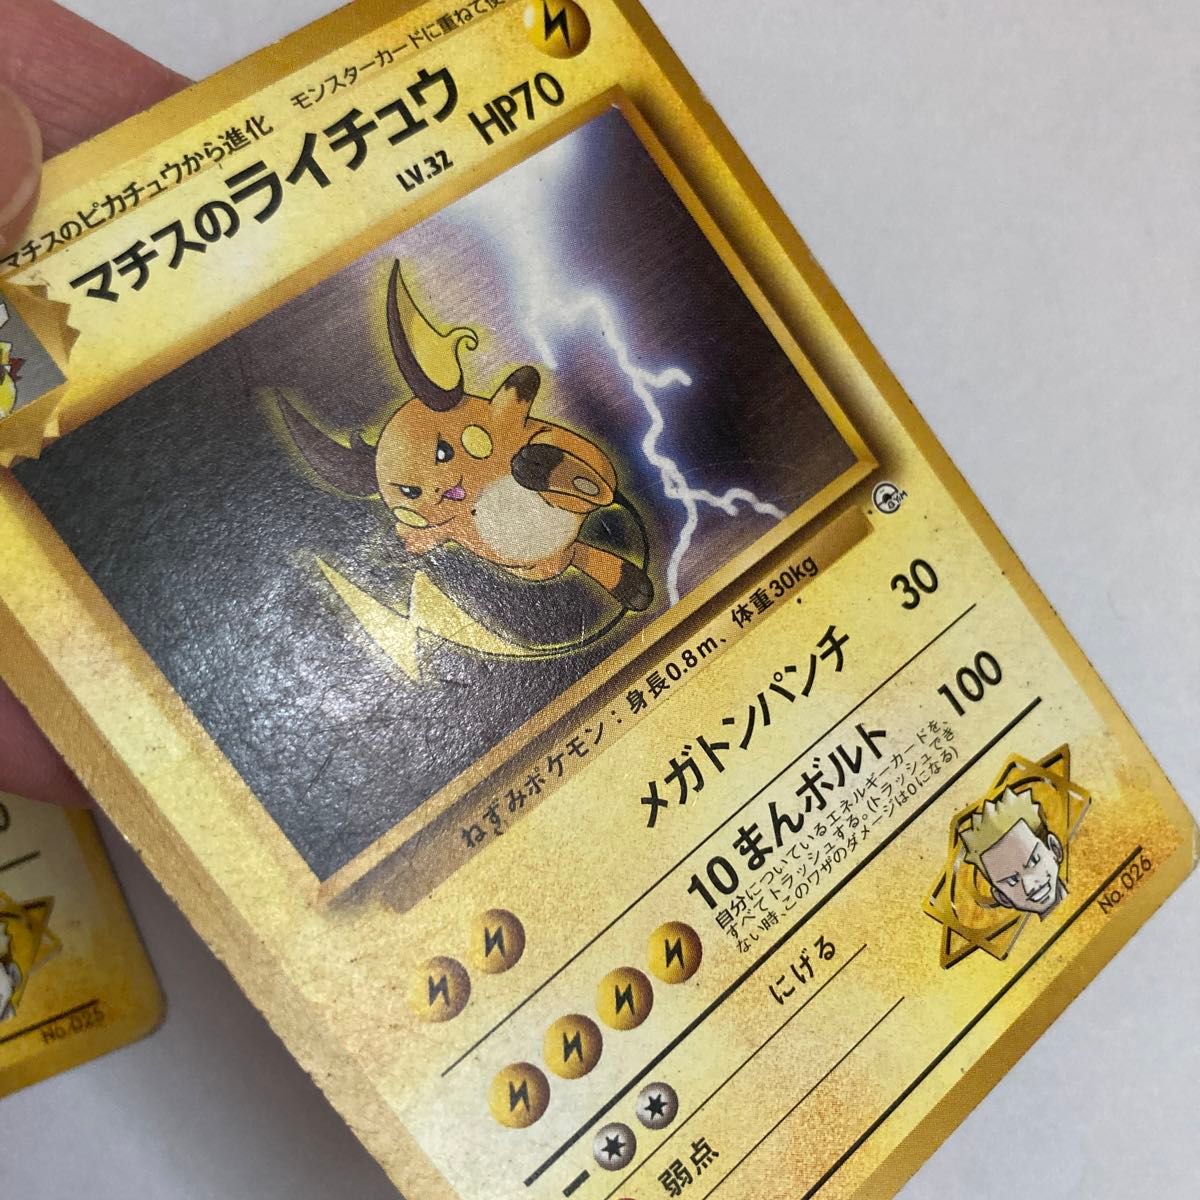 マチスのピカチュウから進化 モンスターカードに重ねて使
マチスのライチュウ LV.32 HP70
GYM
ねずみポケモン：身長0.8m、体重30kg
メガトンパンチ 30
10まんボルト 100
自分についているエネルギーカードを、
すべてトラッシュする。(トラッシュでき
ない時、このワザのダメージは0になる)
にげる
弱点
No.026
No.025